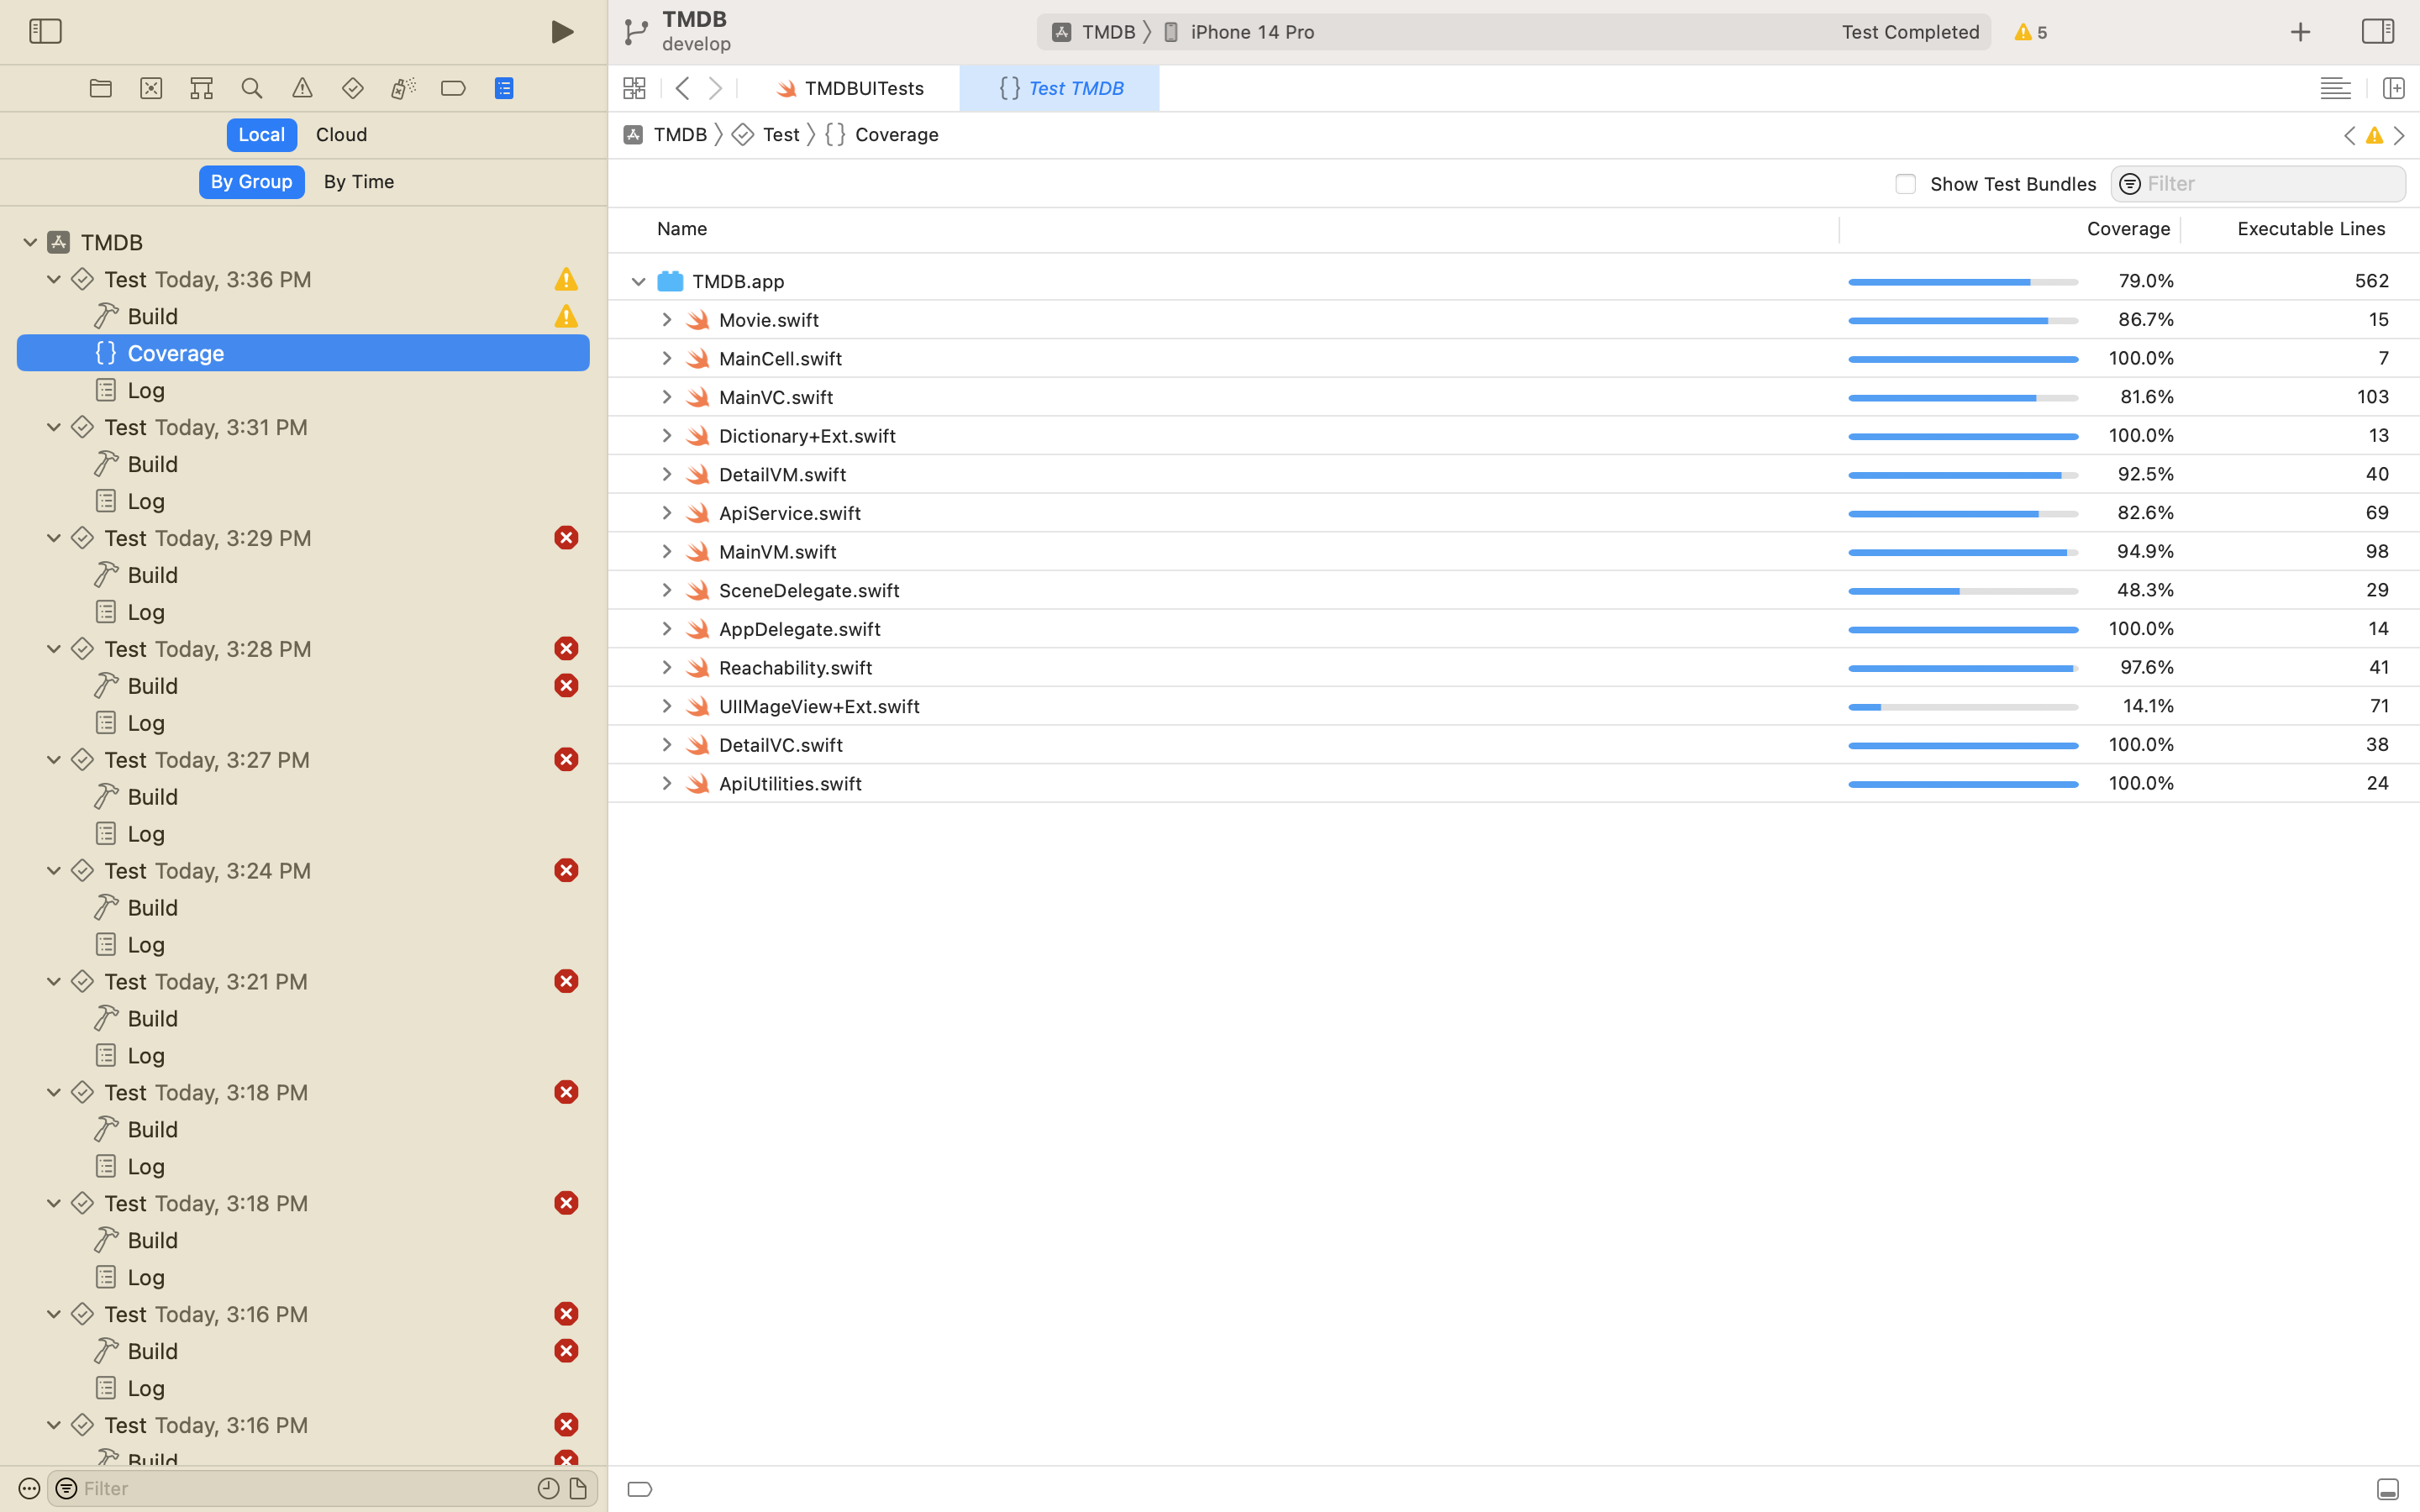 TMDB
develop
TMDB
iPhone 14 Pro
Test Completed
5
TMDBUITests
{} Test TMDB
Local Cloud
TMDB Test {} Coverage
By Group By Time
Show Test Bundles
Filter
Name Coverage Executable Lines
TMDB
Test Today, 3:36 PM
Build
{} Coverage
Log
Test Today, 3:31 PM
Build
Log
Test Today, 3:29 PM
Build
Log
Test Today, 3:28 PM
Build
Log
Test Today, 3:27 PM
Build
Log
Test Today, 3:24 PM
Build
Log
Test Today, 3:21 PM
Build
Log
Test Today, 3:18 PM
Build
Log
Test Today, 3:18 PM
Build
Log
Test Today, 3:16 PM
Build
Log
Test Today, 3:16 PM
Build
Filter
TMDB.app 79.0% 562
Movie.swift 86.7% 15
MainCell.swift 100.0% 7
MainVC.swift 81.6% 103
Dictionary+Ext.swift 100.0% 13
DetailVM.swift 92.5% 40
ApiService.swift 82.6% 69
MainVM.swift 94.9% 98
SceneDelegate.swift 48.3% 29
AppDelegate.swift 100.0% 14
Reachability.swift 97.6% 41
UIIMageView+Ext.swift 14.1% 71
DetailVC.swift 100.0% 38
ApiUtilities.swift 100.0% 24